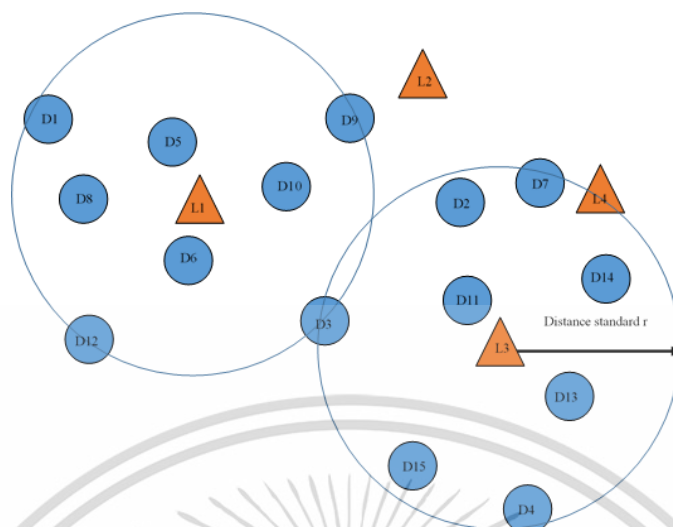 L2
D1
D9
D5
D10
D7
D8
L1
D2
L4
D6
D14
D11
D3
Distance standard r
D12
L3
D13
D15
D4